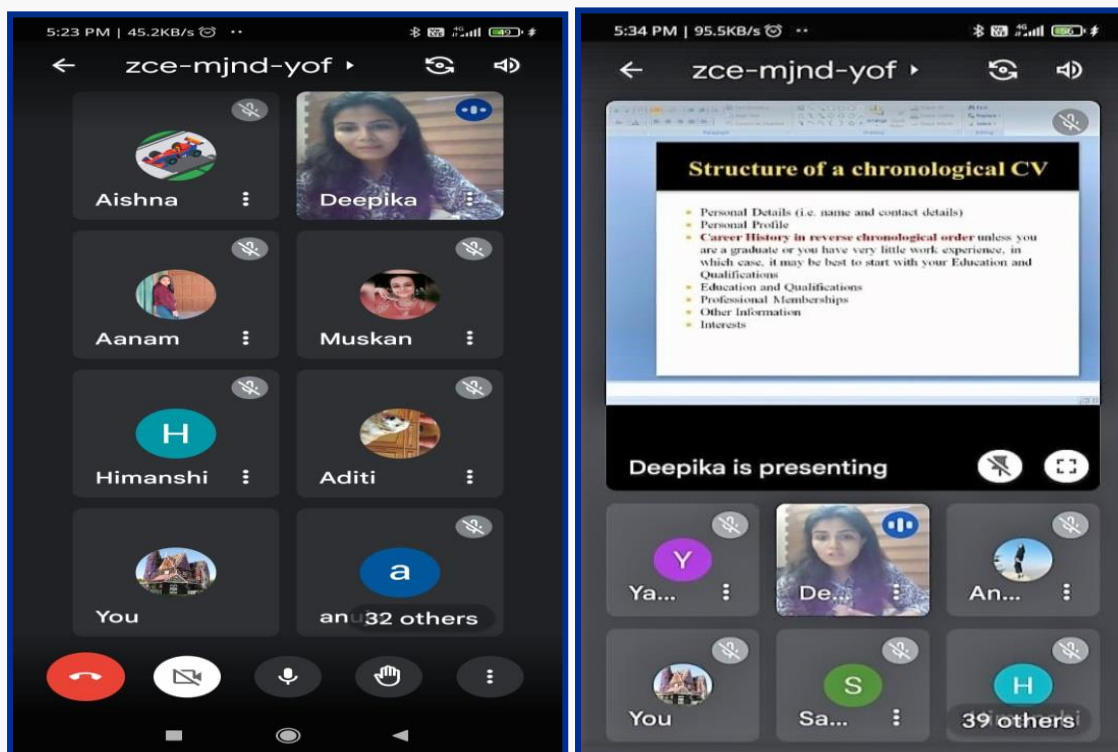 5:23 PM | 45.2KB/s
4G
49
zce-mjnd-yof
Aishna
Deepika
Aanam
Muskan
Himanshi
Aditi
H
You
a
32 others
5:34 PM | 95.5KB/s
4G
zce-mjnd-yof
Structure of a chronological CV
Personal Details (i.e. name and contact details)
Personal Profile
Career History in reverse chronological order unless you
are a graduate or you have very little work experience, in
which case, it may be best to start with your Education and
Qualifications
Education and Qualifications
Professional Memberships
Other Information
Interests
Deepika is presenting
Y
Ya...
De...
An...
You
S
Sa...
H
39 others